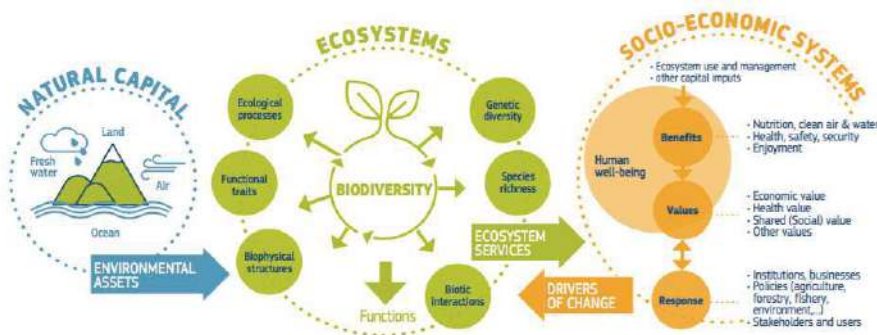 NATURAL CAPITAL
Land
Fresh
water
Air
Ocean
ENVIRONMENTAL
ASSETS
ECOSYSTEMS
Ecological
processes
Functional
traits
Biophysical
structures
BIODIVERSITY
Genetic
diversity
Species
richness
Biotic
interactions
Functions
ECOSYSTEM
SERVICES
DRIVERS
OF CHANGE
SOCIO-ECONOMIC SYSTEMS
• Ecosystem use and management
• other capital imputs
Human
well-being
Benefits
• Nutrition, clean air & water
• Health, safety, security
• Enjoyment
Values
• Economic value
• Health value
• Shared (Social) value
• Other values
Response
• Institutions, businesses
• Policies (agriculture,
forestry, fishery,
environment,...)
• Stakeholders and users